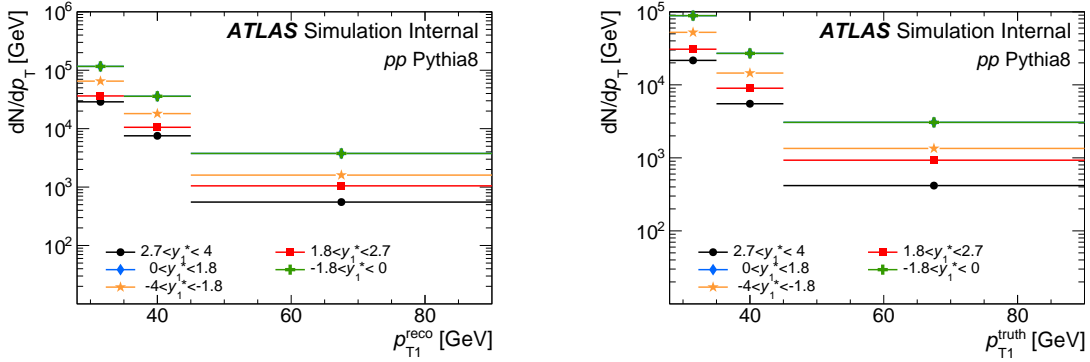 dN/dp_T [GeV]
10^6
10^5
10^4
10^3
10^2
ATLAS Simulation Internal
pp Pythia8
2.7<y_1^*< 4
1.8<y_1^*<2.7
0<y_1^*<1.8
-1.8<y_1^*< 0
-4<y_1^*<-1.8
40 60 80
p_T1^reco [GeV]
dN/dp_T [GeV]
10^5
10^4
10^3
10^2
ATLAS Simulation Internal
pp Pythia8
2.7<y_1^*< 4
1.8<y_1^*<2.7
0<y_1^*<1.8
-1.8<y_1^*< 0
-4<y_1^*<-1.8
40 60 80
p_T1^truth [GeV]